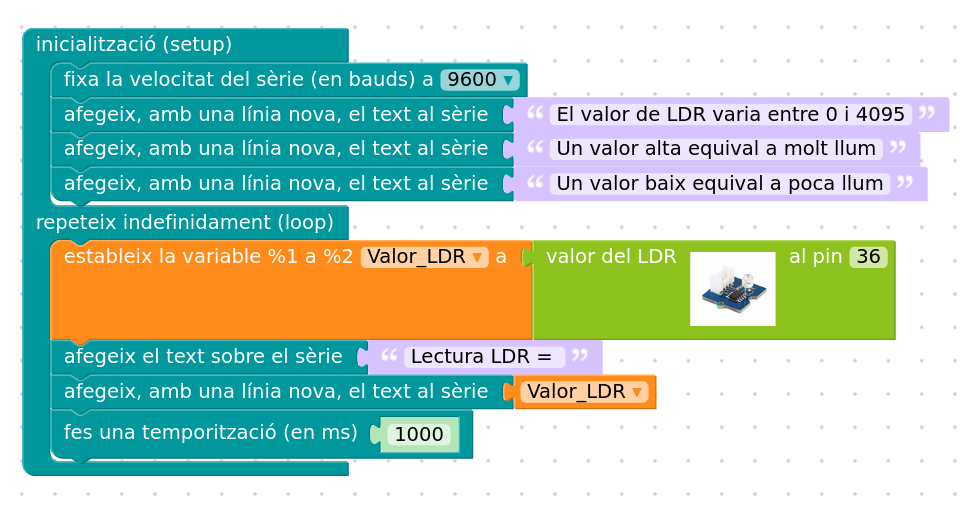 inicialització (setup)
fixa la velocitat del sèrie (en bauds) a 9600 ▾
afegeix, amb una línia nova, el text al sèrie “ El valor de LDR varia entre 0 i 4095 ”
afegeix, amb una línia nova, el text al sèrie “ Un valor alta equival a molt llum ”
afegeix, amb una línia nova, el text al sèrie “ Un valor baix equival a poca llum ”
repeteix indefinidament (loop)
estableix la variable %1 a %2 Valor_LDR ▾ a valor del LDR al pin 36
afegeix el text sobre el sèrie “ Lectura LDR = ”
afegeix, amb una línia nova, el text al sèrie Valor_LDR ▾
fes una temporització (en ms) 1000